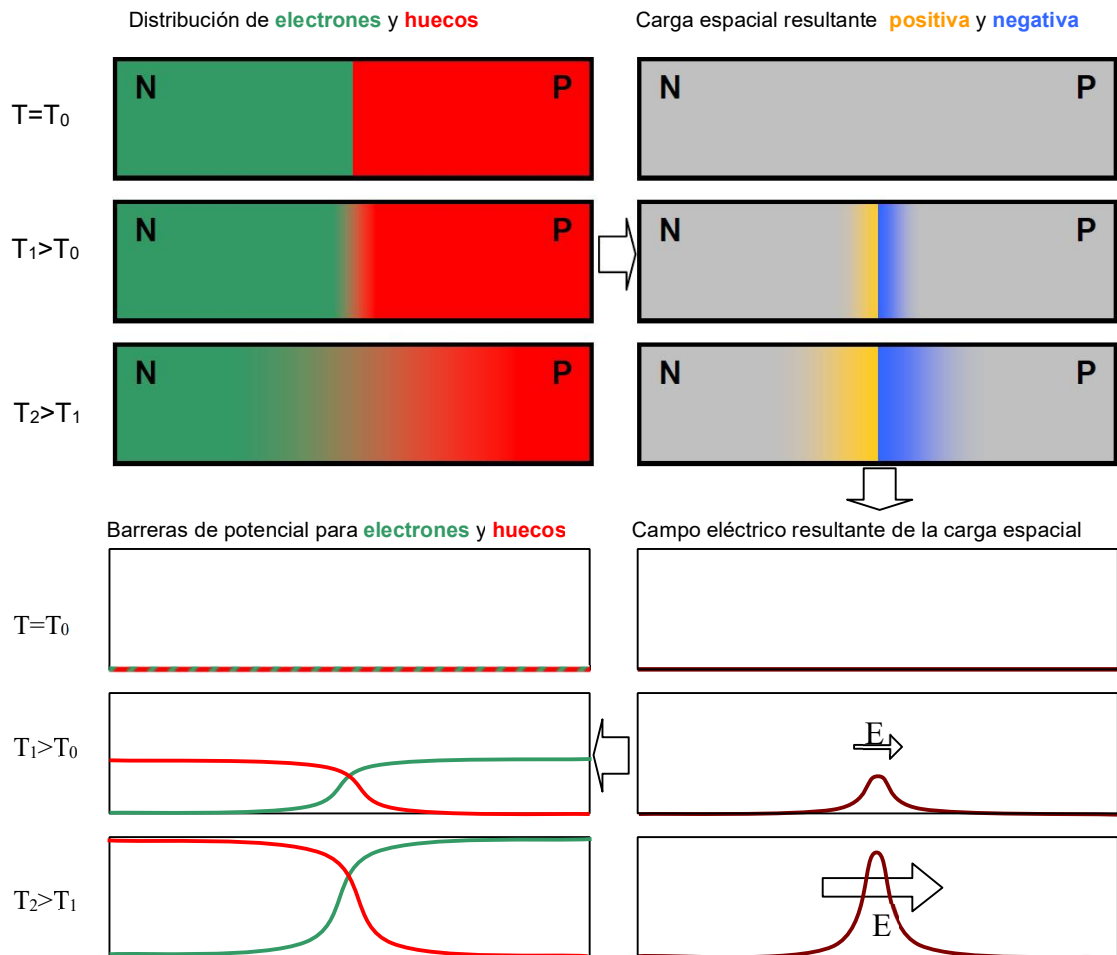 Distribución de electrones y huecos
Carga espacial resultante positiva y negativa
T=T0
N
P
N
P
T1>T0
N
P
N
P
T2>T1
N
P
N
P
Barreras de potencial para electrones y huecos
Campo eléctrico resultante de la carga espacial
T=T0
T1>T0
E
T2>T1
E